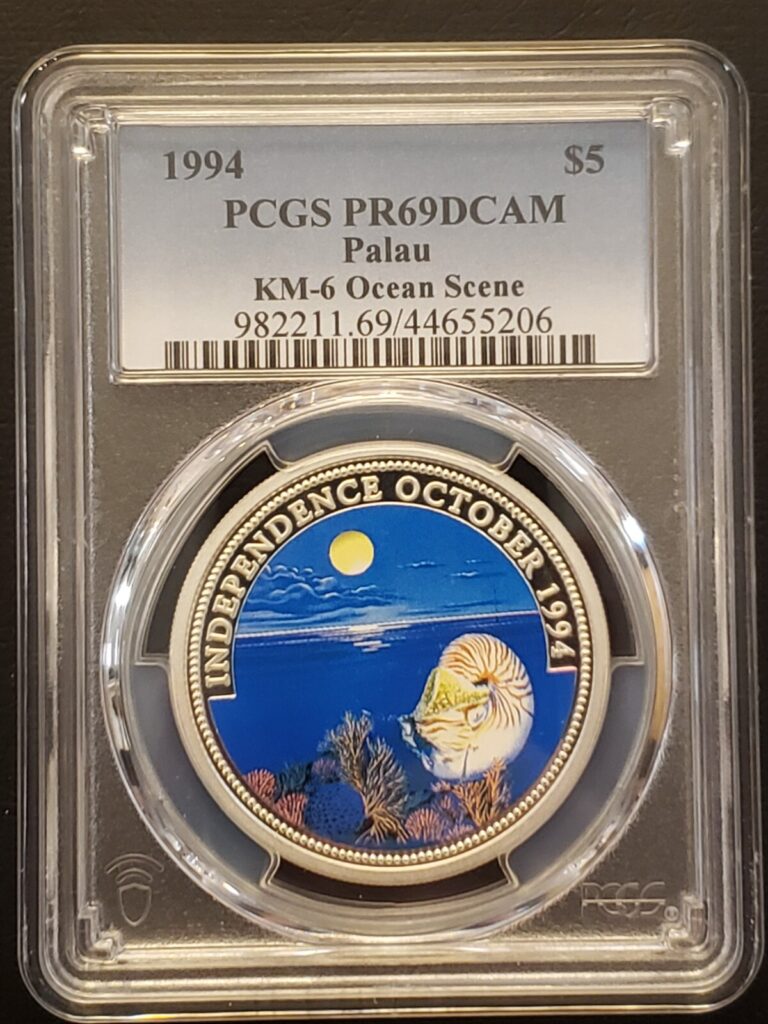 1994 $5
PCGS PR69DCAM
Palau
KM-6 Ocean Scene
982211.69/44655206
INDEPENDENCE OCTOBER 1994
PCGS